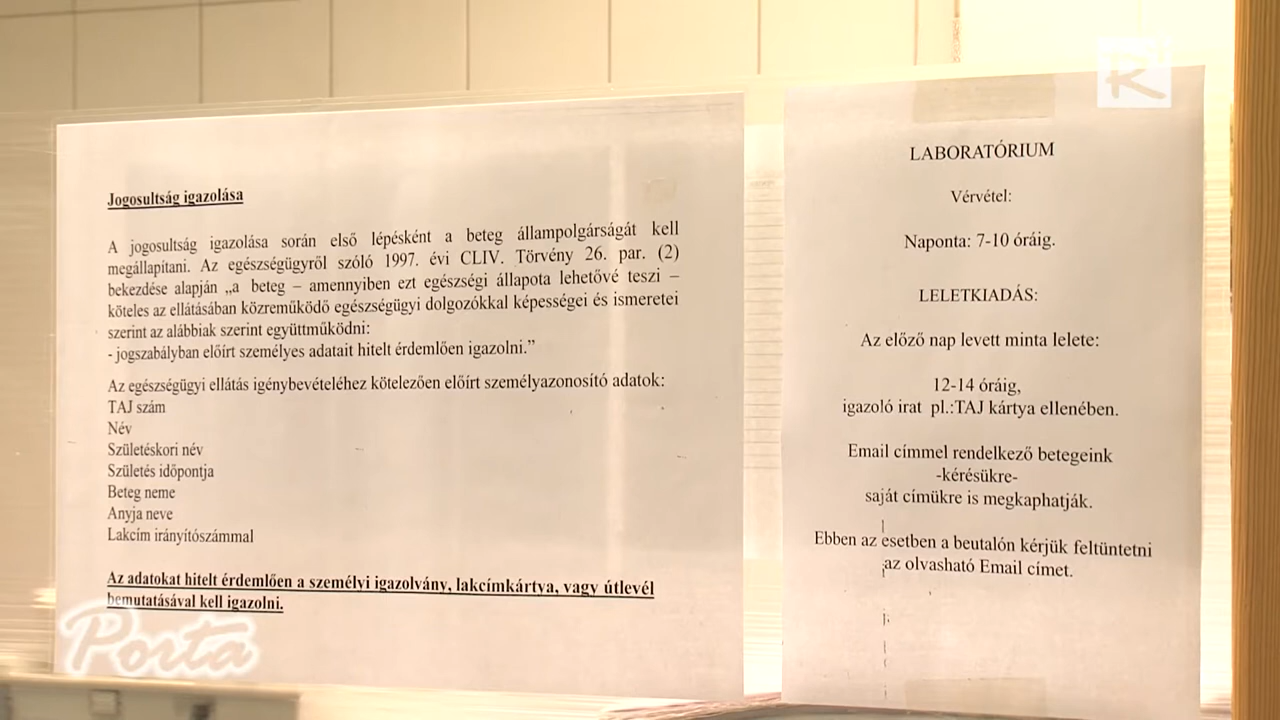 Jogosultság igazolása
A jogosultság igazolása során első lépésként a beteg állampolgárságát kell
megállapítani. Az egészségügyről szóló 1997. évi CLIV. Törvény 26. par. (2)
bekezdése alapján „a beteg – amennyiben ezt egészségi állapota lehetővé teszi –
köteles az ellátásában közreműködő egészségügyi dolgozókkal képességei és ismeretei
szerint az alábbiak szerint együttműködni:
- jogszabályban előírt személyes adatait hitelt érdemlően igazolni.”
Az egészségügyi ellátás igénybevételéhez kötelezően előírt személyazonosító adatok:
TAJ szám
Név
Születéskori név
Születés időpontja
Beteg neme
Anyja neve
Lakcím irányítószámmal
Az adatokat hitelt érdemlően a személyi igazolvány, lakcímkártya, vagy útlevél
bemutatásával kell igazolni.
LABORATÓRIUM
Vérvétel:
Naponta: 7-10 óráig.
LELETKIADÁS:
Az előző nap levett minta lelete:
12-14 óráig,
igazoló irat pl.:TAJ kártya ellenében.
Email címmel rendelkező betegeink
-kérésükre-
saját címükre is megkaphatják.
Ebben az esetben a beutalón kérjük feltüntetni
az olvasható Email címet.
Porta
R